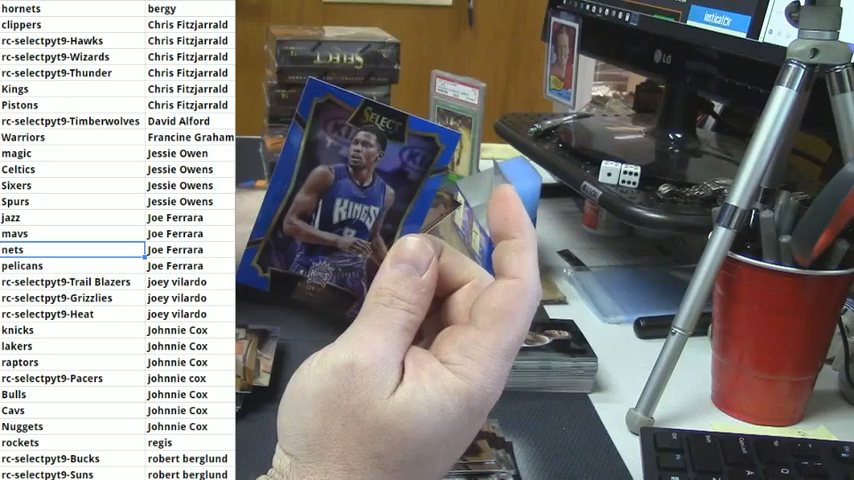 hornets bergy
clippers Chris Fitzjarrald
rc-selectpyt9-Hawks Chris Fitzjarrald
rc-selectpyt9-Wizards Chris Fitzjarrald
rc-selectpyt9-Thunder Chris Fitzjarrald
Kings Chris Fitzjarrald
Pistons Chris Fitzjarrald
rc-selectpyt9-Timberwolves David Alford
Warriors Francine Graham
magic Jessie Owen
Celtics Jessie Owens
Sixers Jessie Owens
Spurs Jessie Owens
jazz Joe Ferrara
mavs Joe Ferrara
nets Joe Ferrara
pelicans Joe Ferrara
rc-selectpyt9-Trail Blazers joey vilardo
rc-selectpyt9-Grizzlies joey vilardo
rc-selectpyt9-Heat joey vilardo
knicks Johnnie Cox
lakers Johnnie Cox
raptors Johnnie Cox
rc-selectpyt9-Pacers johnnie cox
Bulls Johnnie Cox
Cavs Johnnie Cox
Nuggets Johnnie Cox
rockets regis
rc-selectpyt9-Bucks robert berglund
rc-selectpyt9-Suns robert berglund
SELECT
SELECT
KINGS
LG